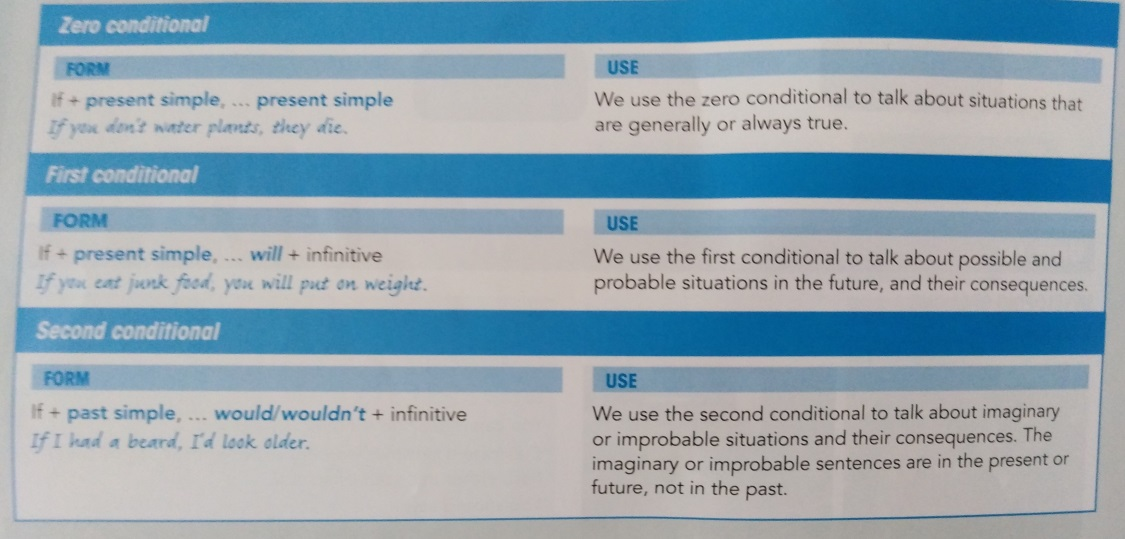 Zero conditional
FORM
If + present simple, ... present simple
If you don't water plants, they die.
USE
We use the zero conditional to talk about situations that
are generally or always true.
First conditional
FORM
If + present simple, ... will + infinitive
If you eat junk food, you will put on weight.
USE
We use the first conditional to talk about possible and
probable situations in the future, and their consequences.
Second conditional
FORM
If + past simple, ... would/wouldn't + infinitive
If I had a beard, I'd look older.
USE
We use the second conditional to talk about imaginary
or improbable situations and their consequences. The
imaginary or improbable sentences are in the present or
future, not in the past.